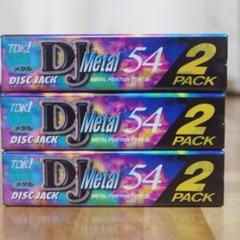 TDK!
DJ Metal 54 2
メタル
DISC JACK
METAL POSITION TYPE IV
PACK
TDK!
DJ Metal 54 2
メタル
DISC JACK
METAL POSITION TYPE IV
PACK
TDK!
DJ Metal 54 2
メタル
DISC JACK
METAL POSITION TYPE IV
PACK